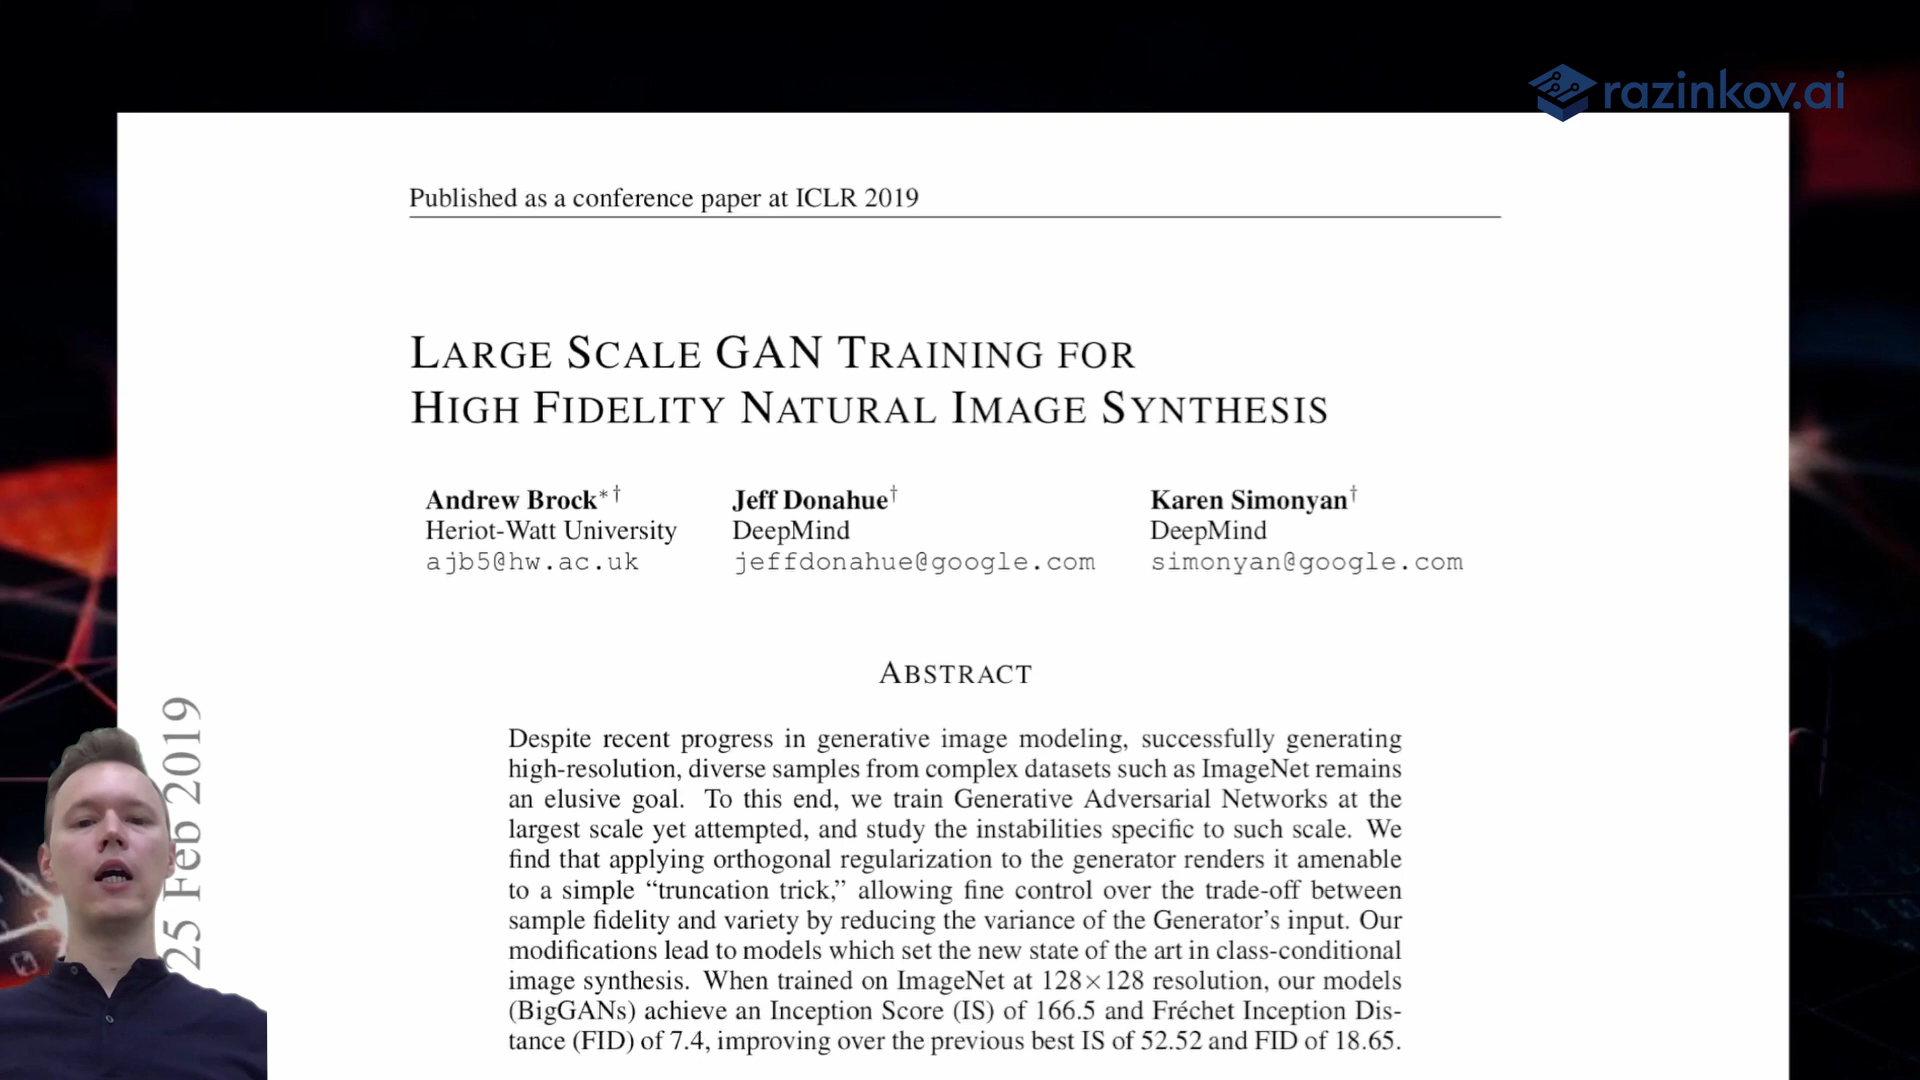 razinkov.ai
Published as a conference paper at ICLR 2019
LARGE SCALE GAN TRAINING FOR
HIGH FIDELITY NATURAL IMAGE SYNTHESIS
Andrew Brock*† Jeff Donahue† Karen Simonyan†
Heriot-Watt University DeepMind DeepMind
ajb5@hw.ac.uk jeffdonahue@google.com simonyan@google.com
ABSTRACT
Despite recent progress in generative image modeling, successfully generating
high-resolution, diverse samples from complex datasets such as ImageNet remains
an elusive goal. To this end, we train Generative Adversarial Networks at the
largest scale yet attempted, and study the instabilities specific to such scale. We
find that applying orthogonal regularization to the generator renders it amenable
to a simple “truncation trick,” allowing fine control over the trade-off between
sample fidelity and variety by reducing the variance of the Generator’s input. Our
modifications lead to models which set the new state of the art in class-conditional
image synthesis. When trained on ImageNet at 128×128 resolution, our models
(BigGANs) achieve an Inception Score (IS) of 166.5 and Fréchet Inception Dis-
tance (FID) of 7.4, improving over the previous best IS of 52.52 and FID of 18.65.
25 Feb 2019